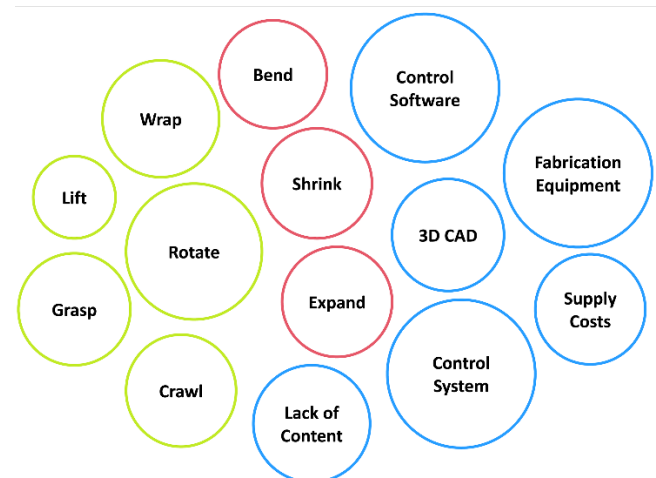 Bend
Control
Software
Wrap
Fabrication
Equipment
Shrink
Lift
3D CAD
Rotate
Expand
Grasp
Supply
Costs
Control
System
Crawl
Lack of
Content